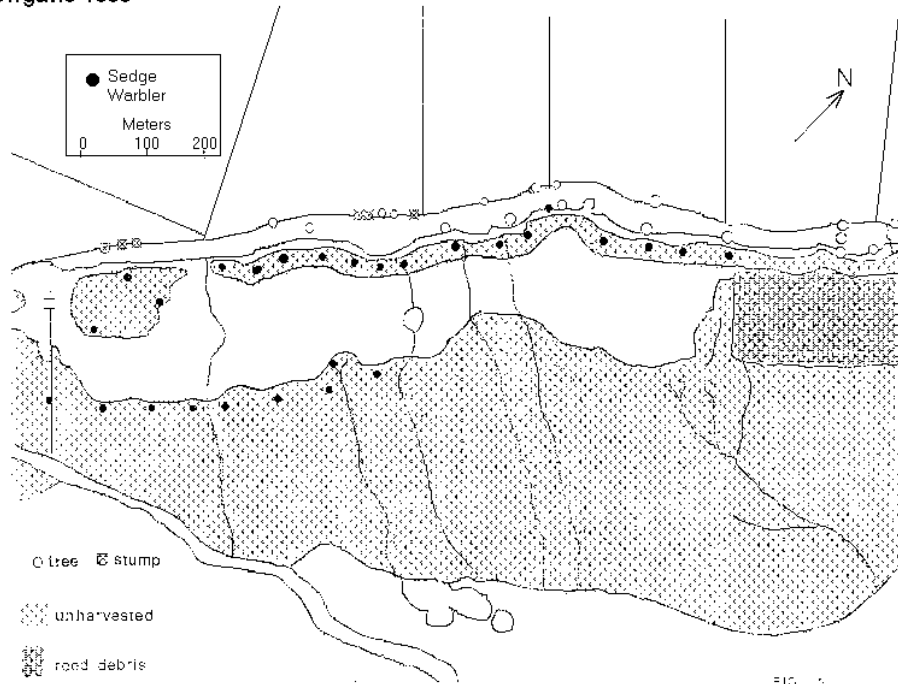 Sedge
Warbler
Meters
0 100 200
N
tree stump
unharvested
reed debris